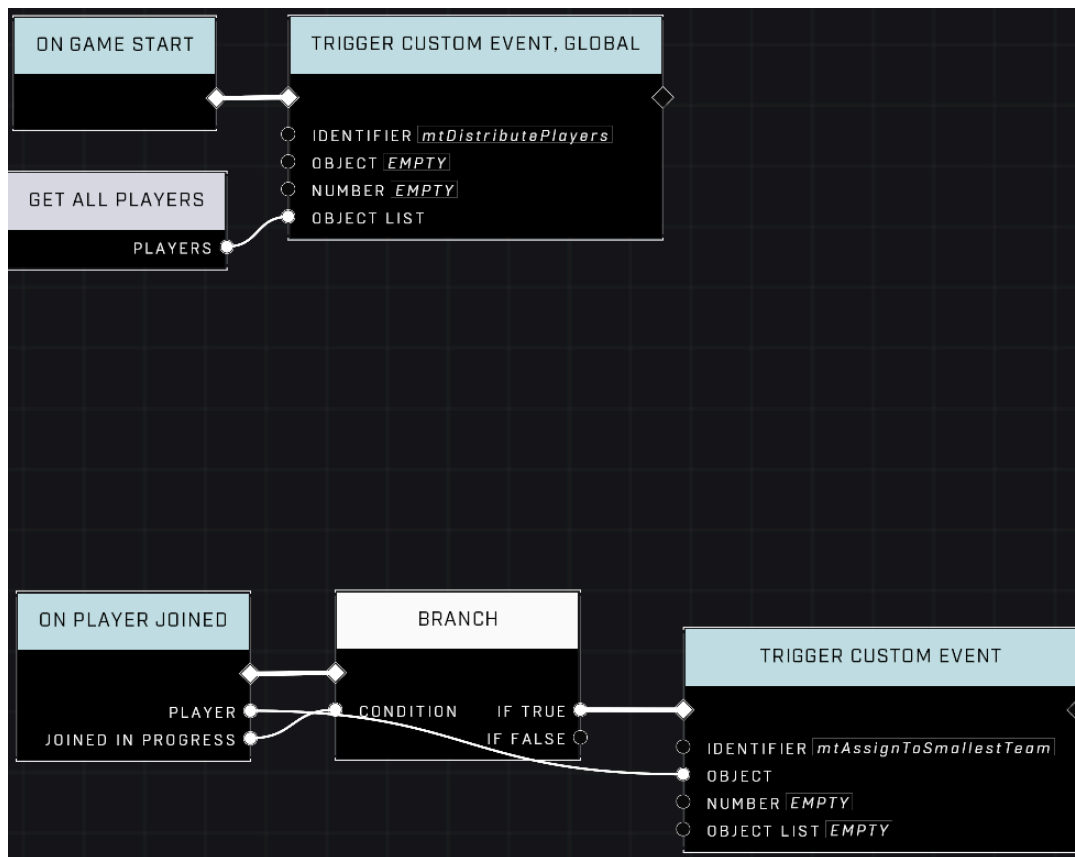 ON GAME START
TRIGGER CUSTOM EVENT, GLOBAL
IDENTIFIER mtDistributePlayers
OBJECT EMPTY
NUMBER EMPTY
OBJECT LIST
GET ALL PLAYERS
PLAYERS
ON PLAYER JOINED
PLAYER
JOINED IN PROGRESS
BRANCH
CONDITION IF TRUE
IF FALSE
TRIGGER CUSTOM EVENT
IDENTIFIER mtAssignToSmallestTeam
OBJECT
NUMBER EMPTY
OBJECT LIST EMPTY